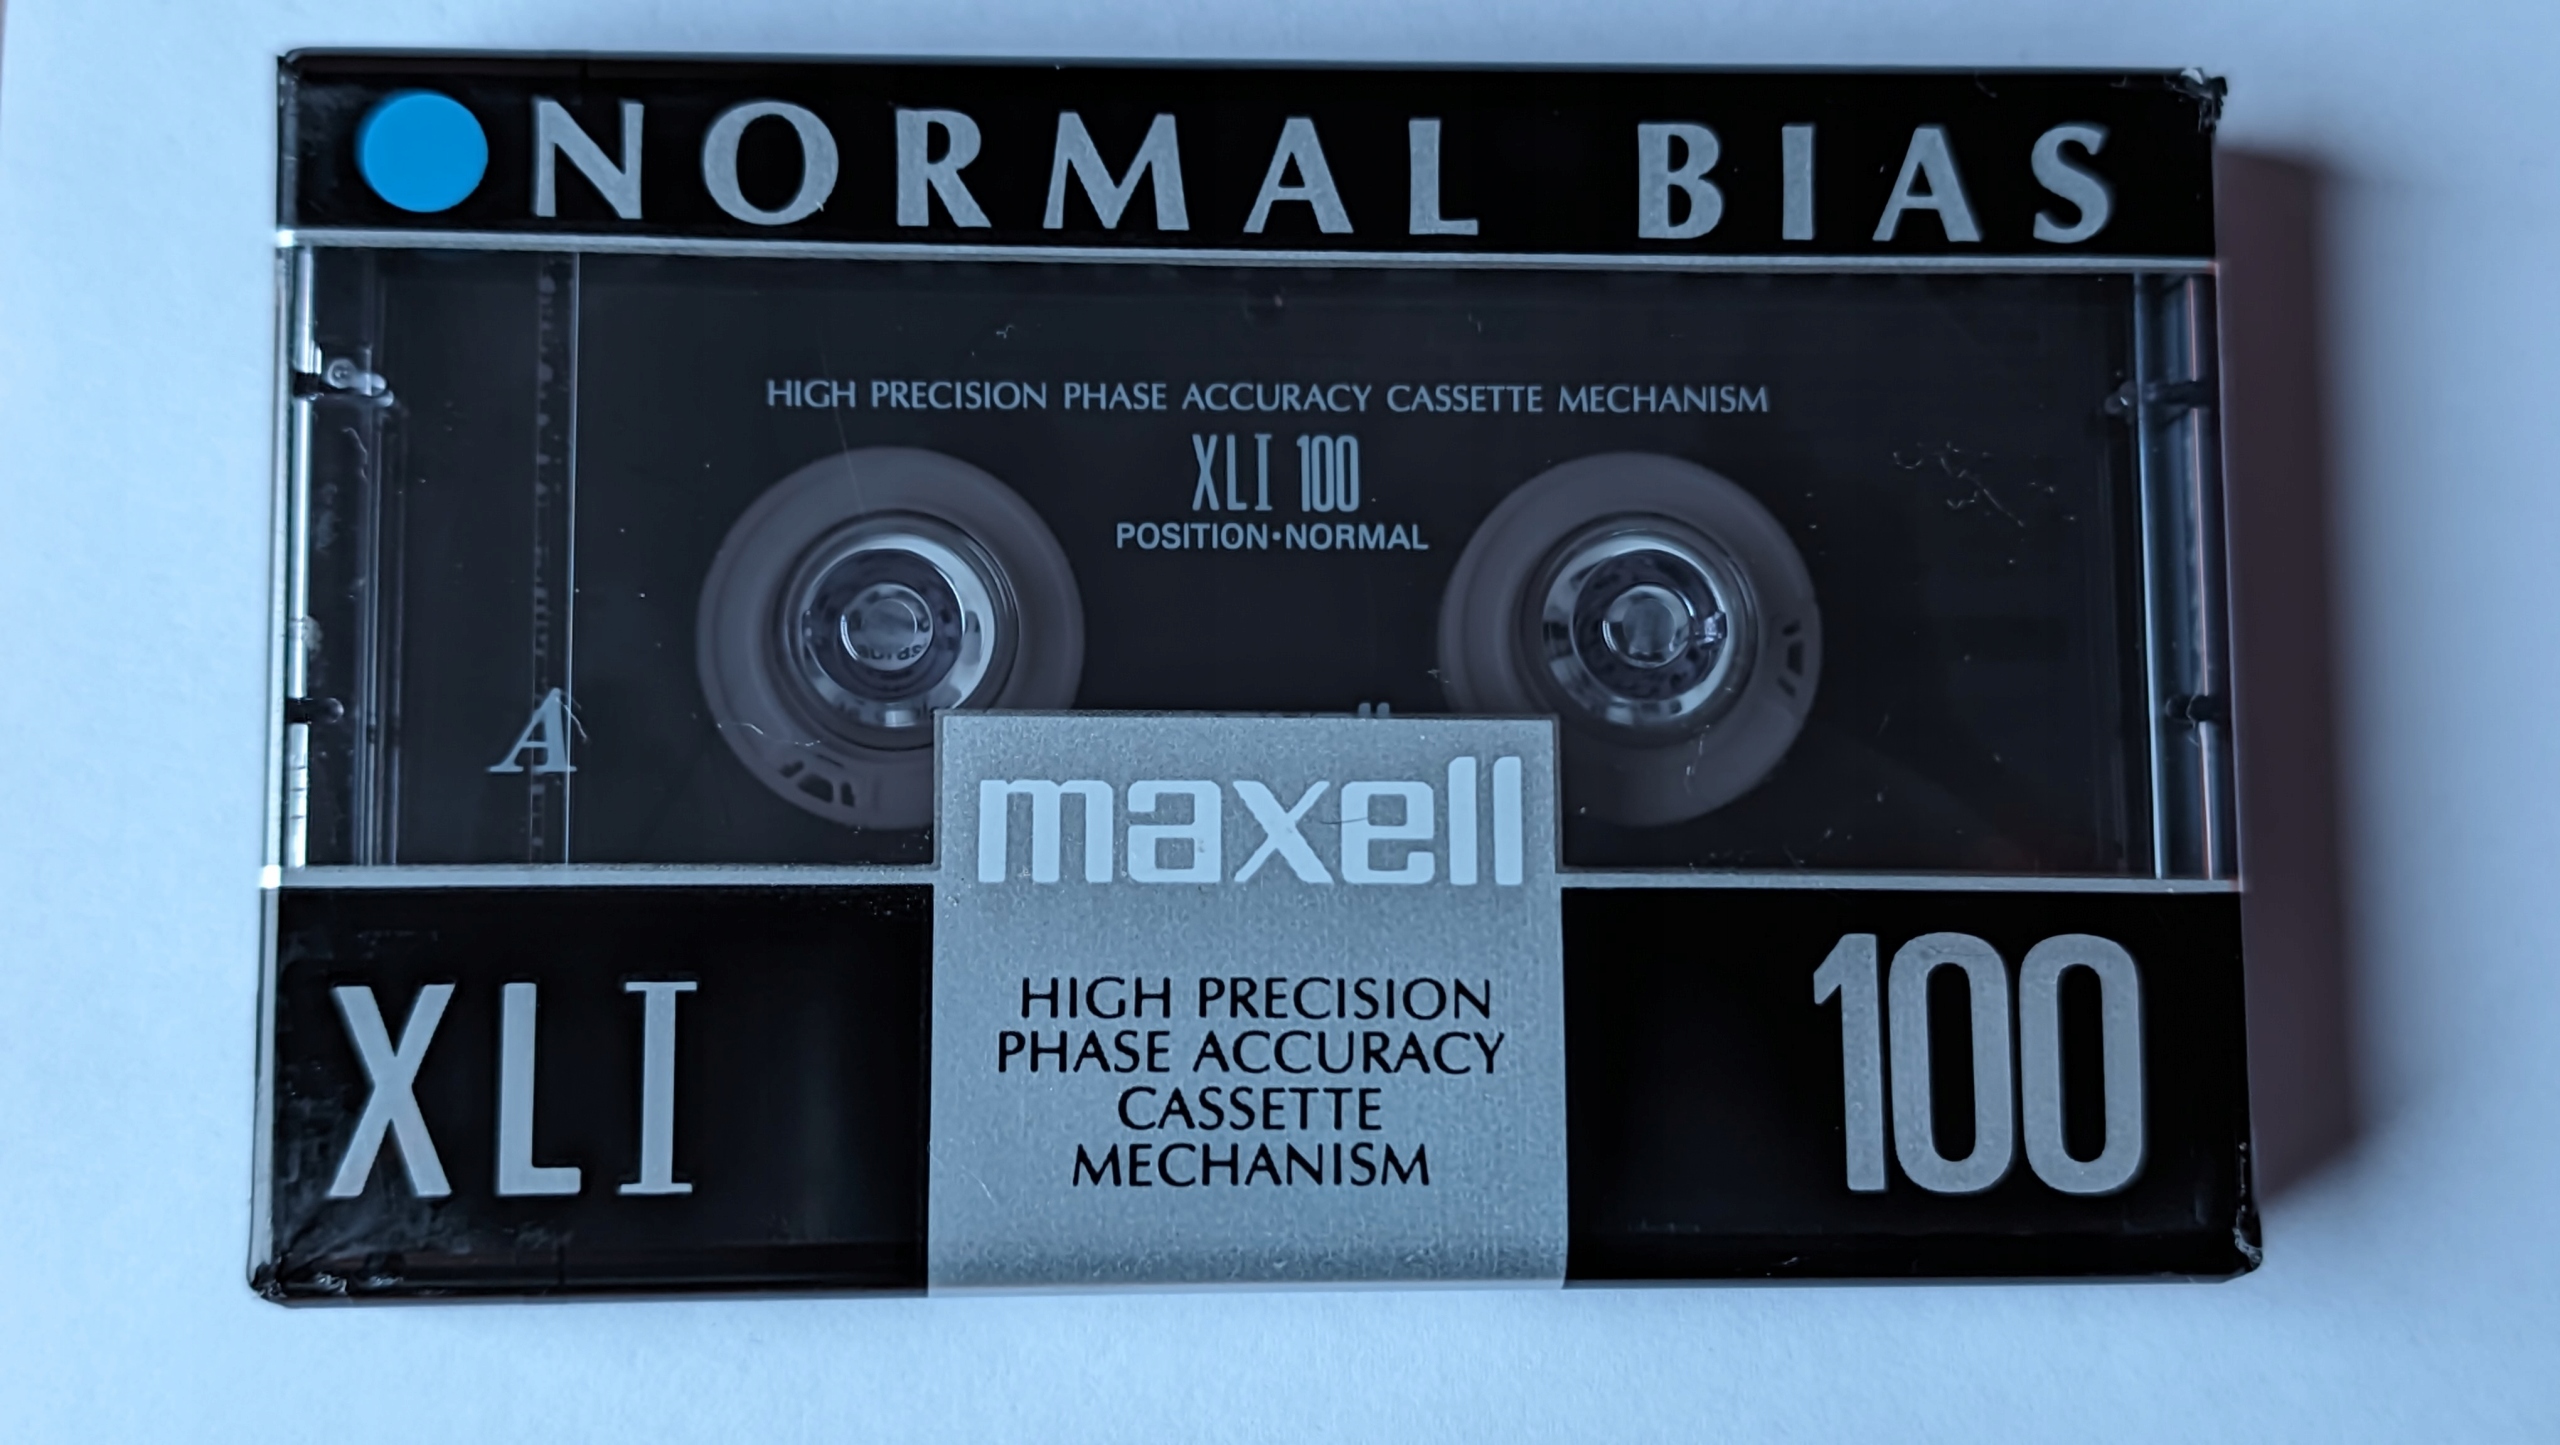 NORMAL BIAS
HIGH PRECISION PHASE ACCURACY CASSETTE MECHANISM
XLI 100
POSITION·NORMAL
A
maxell
HIGH PRECISION
PHASE ACCURACY
CASSETTE
MECHANISM
XLI
100